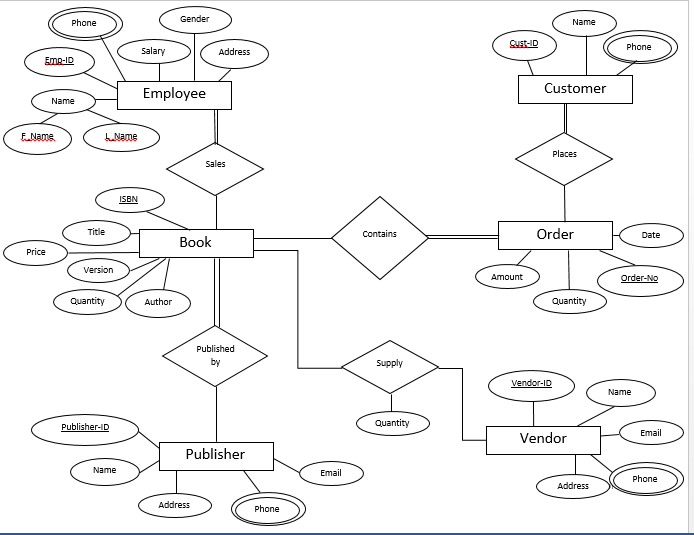 Phone
Gender
Salary
Address
Emp-ID
Name
F_Name
L_Name
Employee
Cust-ID
Name
Phone
Customer
Sales
Places
ISBN
Title
Price
Version
Quantity
Author
Book
Contains
Order
Date
Amount
Quantity
Order-No
Published
by
Supply
Quantity
Vendor-ID
Name
Email
Vendor
Address
Phone
Publisher-ID
Name
Publisher
Email
Address
Phone